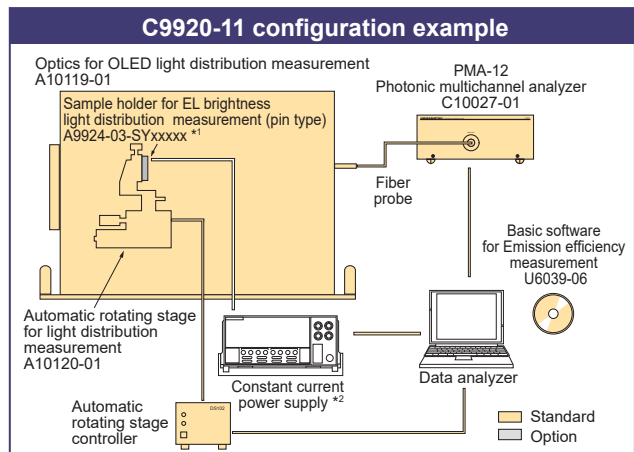 C9920-11 configuration example
Optics for OLED light distribution measurement
A10119-01
Sample holder for EL brightness
light distribution measurement (pin type)
A9924-03-SYxxxxx *1
PMA-12
Photonic multichannel analyzer
C10027-01
Fiber
probe
Basic software
for Emission efficiency
measurement
U6039-06
Automatic rotating stage
for light distribution
measurement
A10120-01
Constant current
power supply *2
Data analyzer
Automatic
rotating stage
controller
DS102
Standard
Option